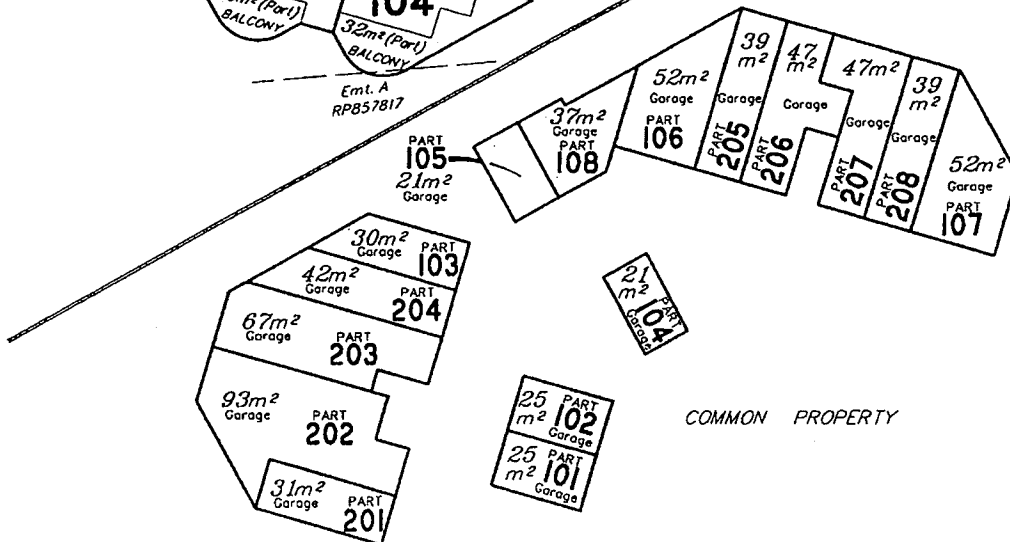 (Part)
BALCONY
104
32m² (Part)
BALCONY
Emt. A
RP857817
PART
105
21m²
Garage
37m²
Garage
PART
108
52m²
Garage
PART
106
39
m²
Garage
PART
205
47
m²
Garage
PART
206
47m²
Garage
PART
207
39
m²
Garage
PART
208
52m²
Garage
PART
107
30m²
Garage
PART
103
42m²
Garage
PART
204
67m²
Garage
PART
203
93m²
Garage
PART
202
31m²
Garage
PART
201
21
m²
PART
104
Garage
25
m²
PART
102
Garage
25
m²
PART
101
Garage
COMMON PROPERTY